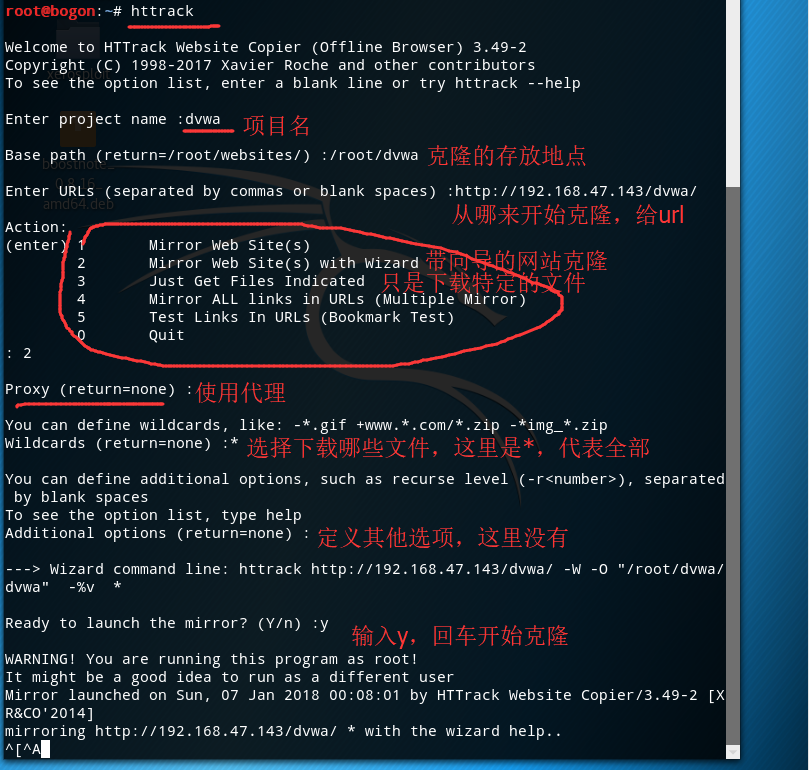 root@bogon:~# httrack
Welcome to HTTrack Website Copier (Offline Browser) 3.49-2
Copyright (C) 1998-2017 Xavier Roche and other contributors
To see the option list, enter a blank line or try httrack --help
Enter project name :dvwa 项目名
Base path (return=/root/websites/) :/root/dvwa 克隆的存放地点
Enter URLs (separated by commas or blank spaces) :http://192.168.47.143/dvwa/
从哪来开始克隆，给url
Action:
(enter) 1 Mirror Web Site(s)
2 Mirror Web Site(s) with Wizard 带向导的网站克隆
3 Just Get Files Indicated 只是下载特定的文件
4 Mirror ALL links in URLs (Multiple Mirror)
5 Test Links In URLs (Bookmark Test)
0 Quit
: 2
Proxy (return=none) : 使用代理
You can define wildcards, like: -*.gif +www.*.com/*.zip -*img_*.zip
Wildcards (return=none) :* 选择下载哪些文件，这里是*，代表全部
You can define additional options, such as recurse level (-r<number>), separated
by blank spaces
To see the option list, type help
Additional options (return=none) : 定义其他选项，这里没有
---> Wizard command line: httrack http://192.168.47.143/dvwa/ -W -O "/root/dvwa/
dvwa" -%v *
Ready to launch the mirror? (Y/n) :y
输入y，回车开始克隆
WARNING! You are running this program as root!
It might be a good idea to run as a different user
Mirror launched on Sun, 07 Jan 2018 00:08:01 by HTTrack Website Copier/3.49-2 [X
R&CO'2014]
mirroring http://192.168.47.143/dvwa/ * with the wizard help..
^[^A